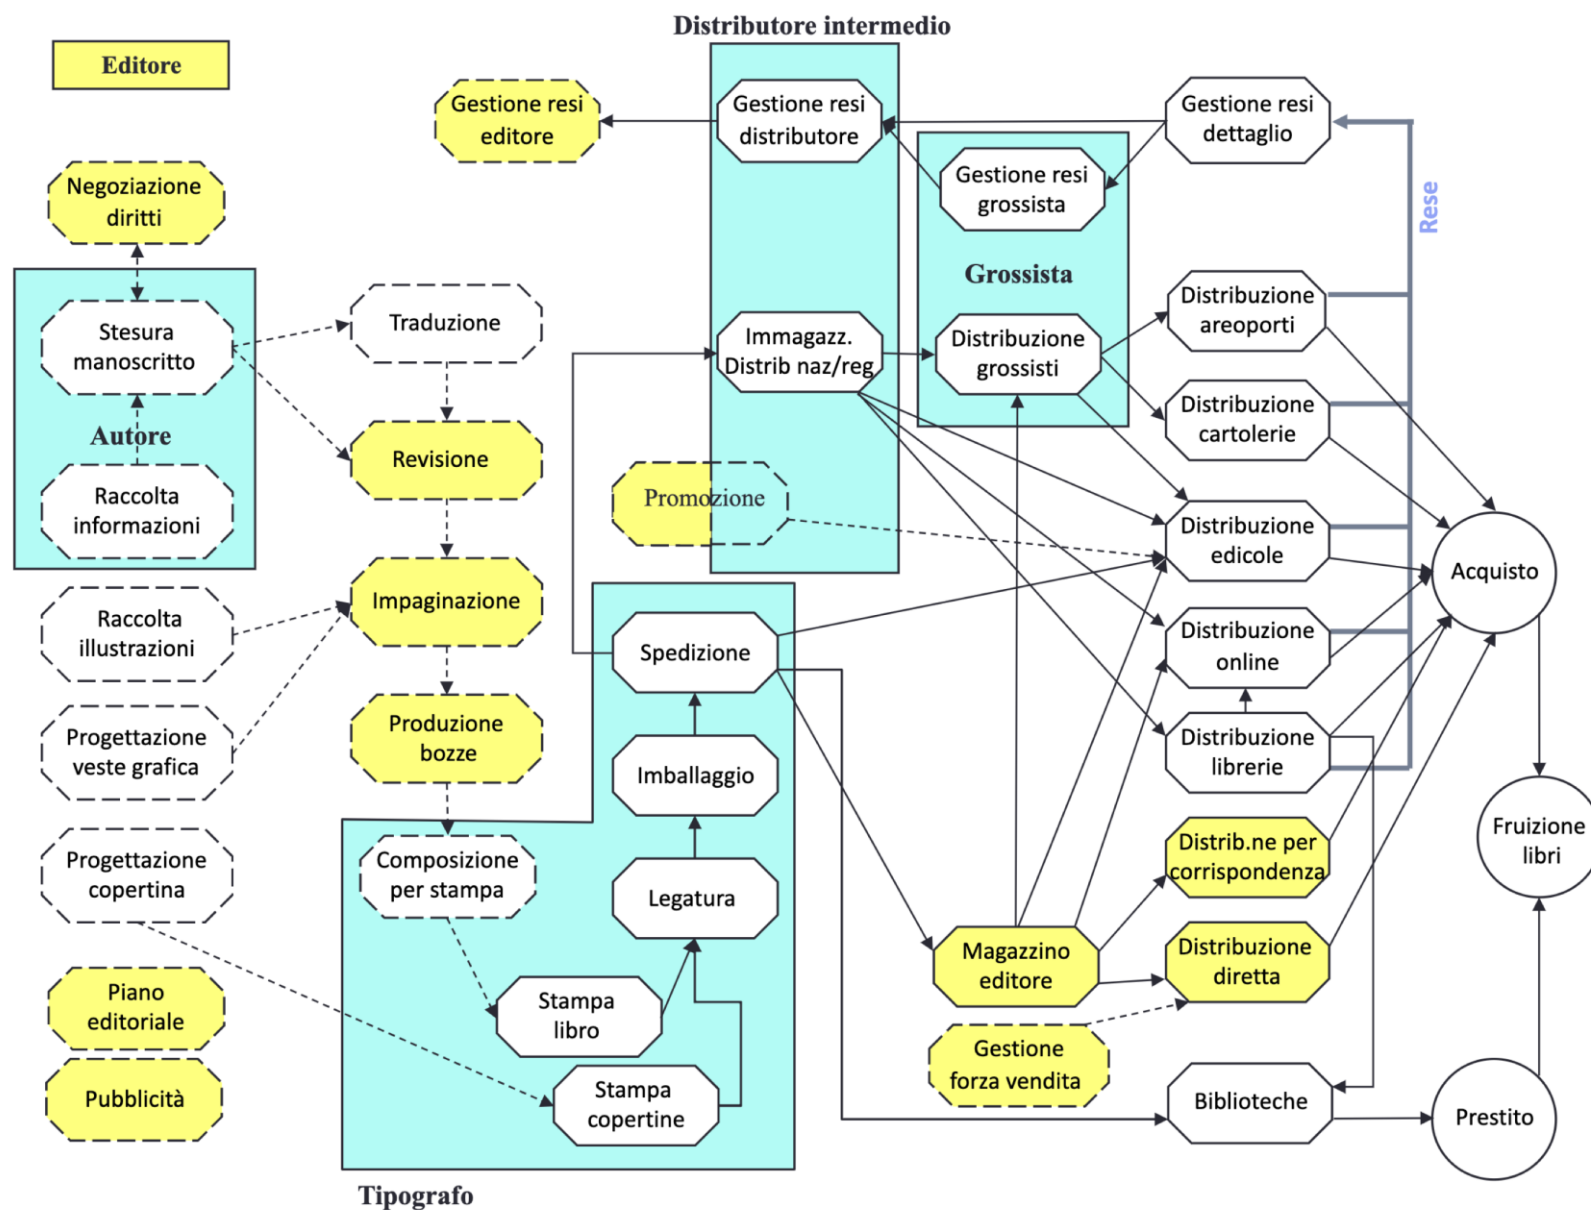 Distributore intermedio
Editore
Gestione resi
editore
Gestione resi
distributore
Gestione resi
dettaglio
Gestione resi
grossista
Rese
Negoziazione
diritti
Grossista
Stesura
manoscritto
Traduzione
Immagazz.
Distrib naz/reg
Distribuzione
grossisti
Distribuzione
areoporti
Distribuzione
cartolerie
Autore
Revisione
Raccolta
informazioni
Promozione
Distribuzione
edicole
Acquisto
Raccolta
illustrazioni
Impaginazione
Spedizione
Distribuzione
online
Progettazione
veste grafica
Produzione
bozze
Imballaggio
Distribuzione
librerie
Fruizione
libri
Progettazione
copertina
Composizione
per stampa
Legatura
Distrib.ne per
corrispondenza
Magazzino
editore
Distribuzione
diretta
Piano
editoriale
Stampa
libro
Gestione
forza vendita
Pubblicità
Stampa
copertine
Biblioteche
Prestito
Tipografo